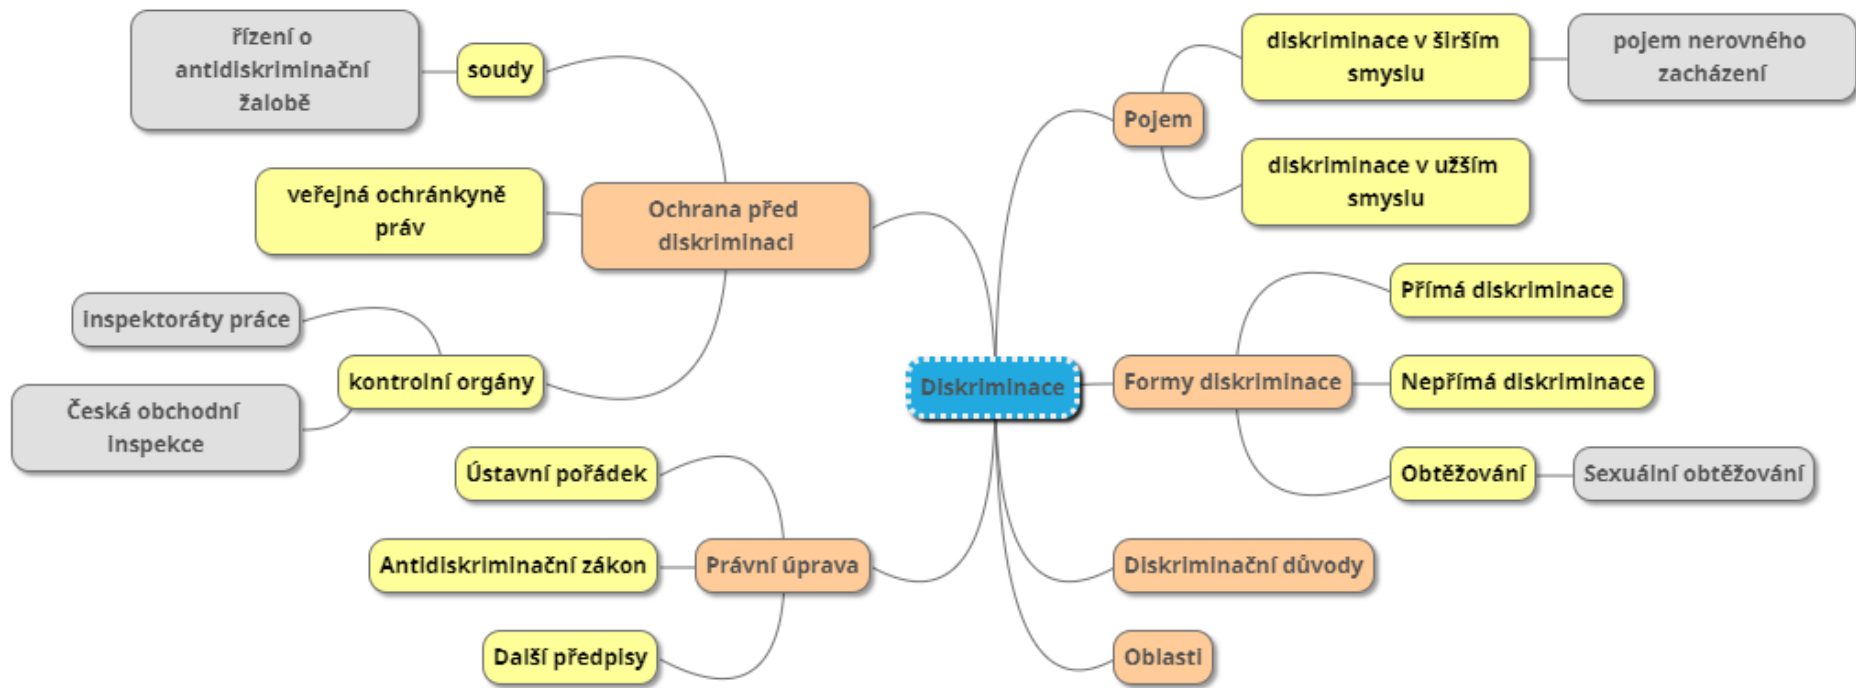 řízení o
antidiskriminační
žalobě
soudy
veřejná ochránkyně
práv
Ochrana před
diskriminaci
inspektoráty práce
kontrolní orgány
Česká obchodní
inspekce
Ústavní pořádek
Antidiskriminační zákon
Právní úprava
Další předpisy
Diskriminace
Pojem
diskriminace v širším
smyslu
pojem nerovného
zacházení
diskriminace v užším
smyslu
Formy diskriminace
Přímá diskriminace
Nepřímá diskriminace
Obtěžování
Sexuální obtěžování
Diskriminační důvody
Oblasti